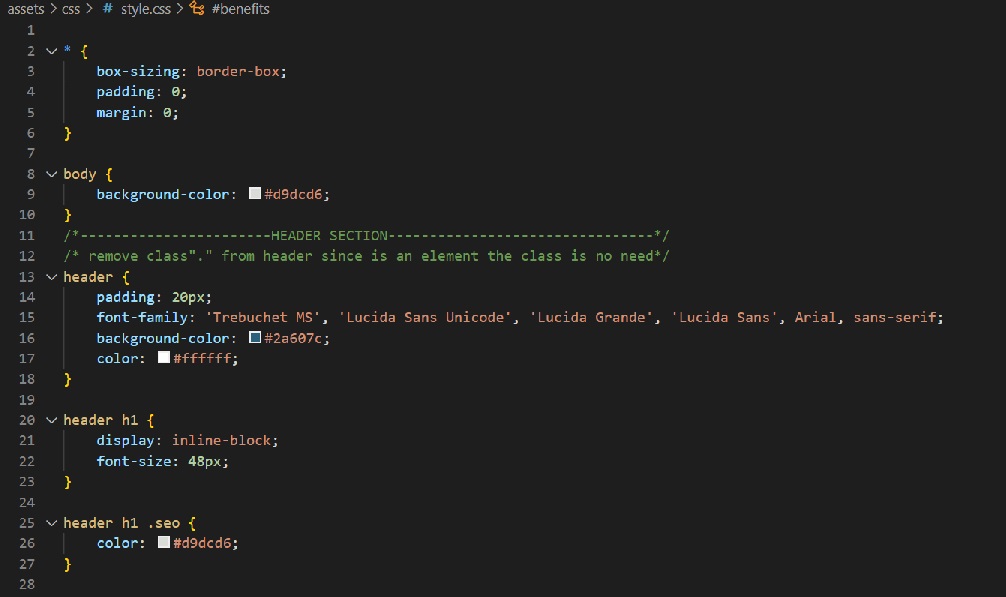 assets > css > # style.css > #benefits
1
2 * {
3 box-sizing: border-box;
4 padding: 0;
5 margin: 0;
6 }
7
8 body {
9 background-color: #d9dcd6;
10 }
11 /*-----------------------HEADER SECTION--------------------------------*/
12 /* remove class"." from header since is an element the class is no need*/
13 header {
14 padding: 20px;
15 font-family: 'Trebuchet MS', 'Lucida Sans Unicode', 'Lucida Grande', 'Lucida Sans', Arial, sans-serif;
16 background-color: #2a607c;
17 color: #ffffff;
18 }
19
20 header h1 {
21 display: inline-block;
22 font-size: 48px;
23 }
24
25 header h1 .seo {
26 color: #d9dcd6;
27 }
28